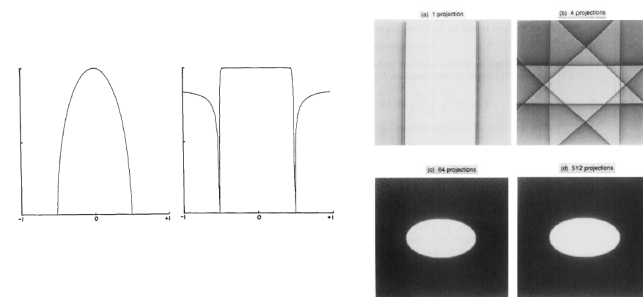 -1 0 +1
-1 0 +1
(a) 1 projection
(b) 4 projections
(c) 64 projections
(d) 512 projections